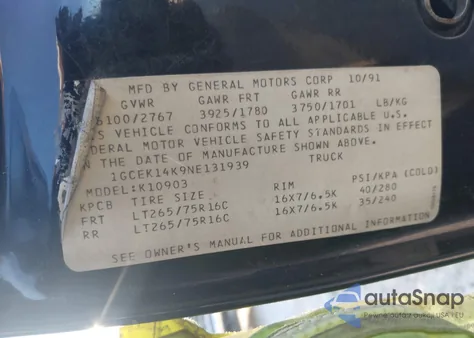 MFD BY GENERAL MOTORS CORP 10/91
GVWR GAWR FRT GAWR RR
6100/2767 3925/1780 3750/1701 LB/KG
S VEHICLE CONFORMS TO ALL APPLICABLE U.S.
DERAL MOTOR VEHICLE SAFETY STANDARDS IN EFFECT
THE DATE OF MANUFACTURE SHOWN ABOVE.
1GCEK14K9NE131939 TRUCK
MODEL:K10903
KPCB TIRE SIZE RIM PSI/KPA (COLD)
FRT LT265/75R16C 16X7/6.5K 40/280
RR LT265/75R16C 16X7/6.5K 35/240
SEE OWNER'S MANUAL FOR ADDITIONAL INFORMATION
autoSnap